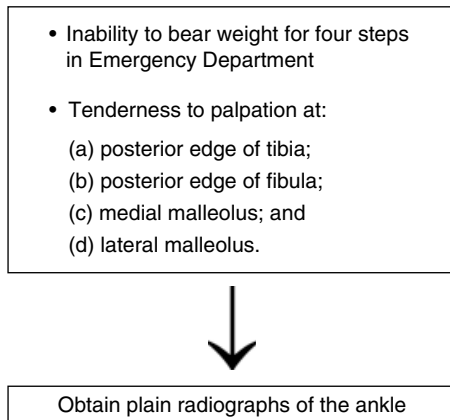 • Inability to bear weight for four steps
in Emergency Department
• Tenderness to palpation at:
(a) posterior edge of tibia;
(b) posterior edge of fibula;
(c) medial malleolus; and
(d) lateral malleolus.
Obtain plain radiographs of the ankle